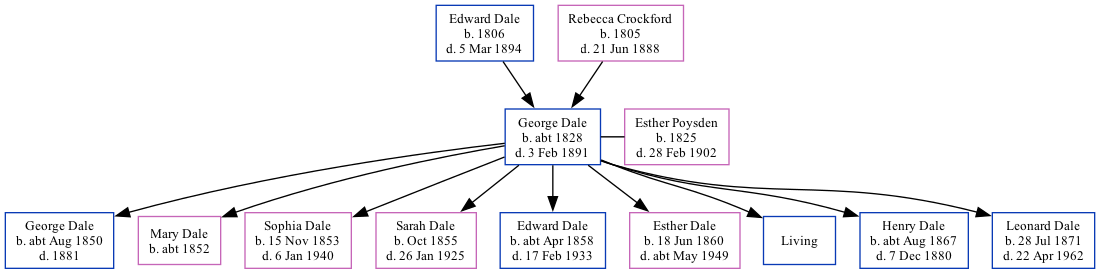 Edward Dale
b. 1806
d. 5 Mar 1894
Rebecca Crockford
b. 1805
d. 21 Jun 1888
George Dale
b. abt 1828
d. 3 Feb 1891
Esther Poysden
b. 1825
d. 28 Feb 1902
George Dale
b. abt Aug 1850
d. 1881
Mary Dale
b. abt 1852
Sophia Dale
b. 15 Nov 1853
d. 6 Jan 1940
Sarah Dale
b. Oct 1855
d. 26 Jan 1925
Edward Dale
b. abt Apr 1858
d. 17 Feb 1933
Esther Dale
b. 18 Jun 1860
d. abt May 1949
Living
Henry Dale
b. abt Aug 1867
d. 7 Dec 1880
Leonard Dale
b. 28 Jul 1871
d. 22 Apr 1962